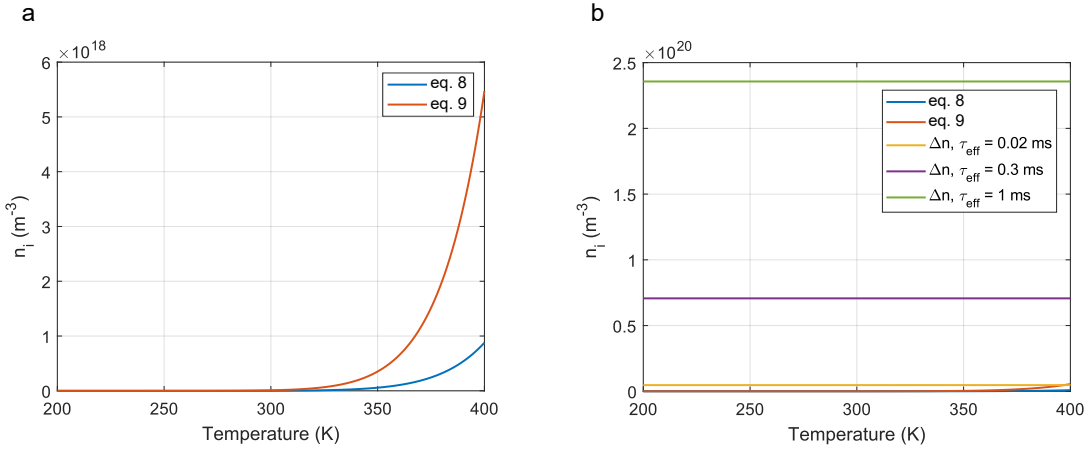 a
×10^18
6
5
4
3
2
1
0
200
250
300
350
400
Temperature (K)
n_i (m^-3)
eq. 8
eq. 9
b
×10^20
2.5
2
1.5
1
0.5
0
200
250
300
350
400
Temperature (K)
n_i (m^-3)
eq. 8
eq. 9
Δn, τ_eff = 0.02 ms
Δn, τ_eff = 0.3 ms
Δn, τ_eff = 1 ms